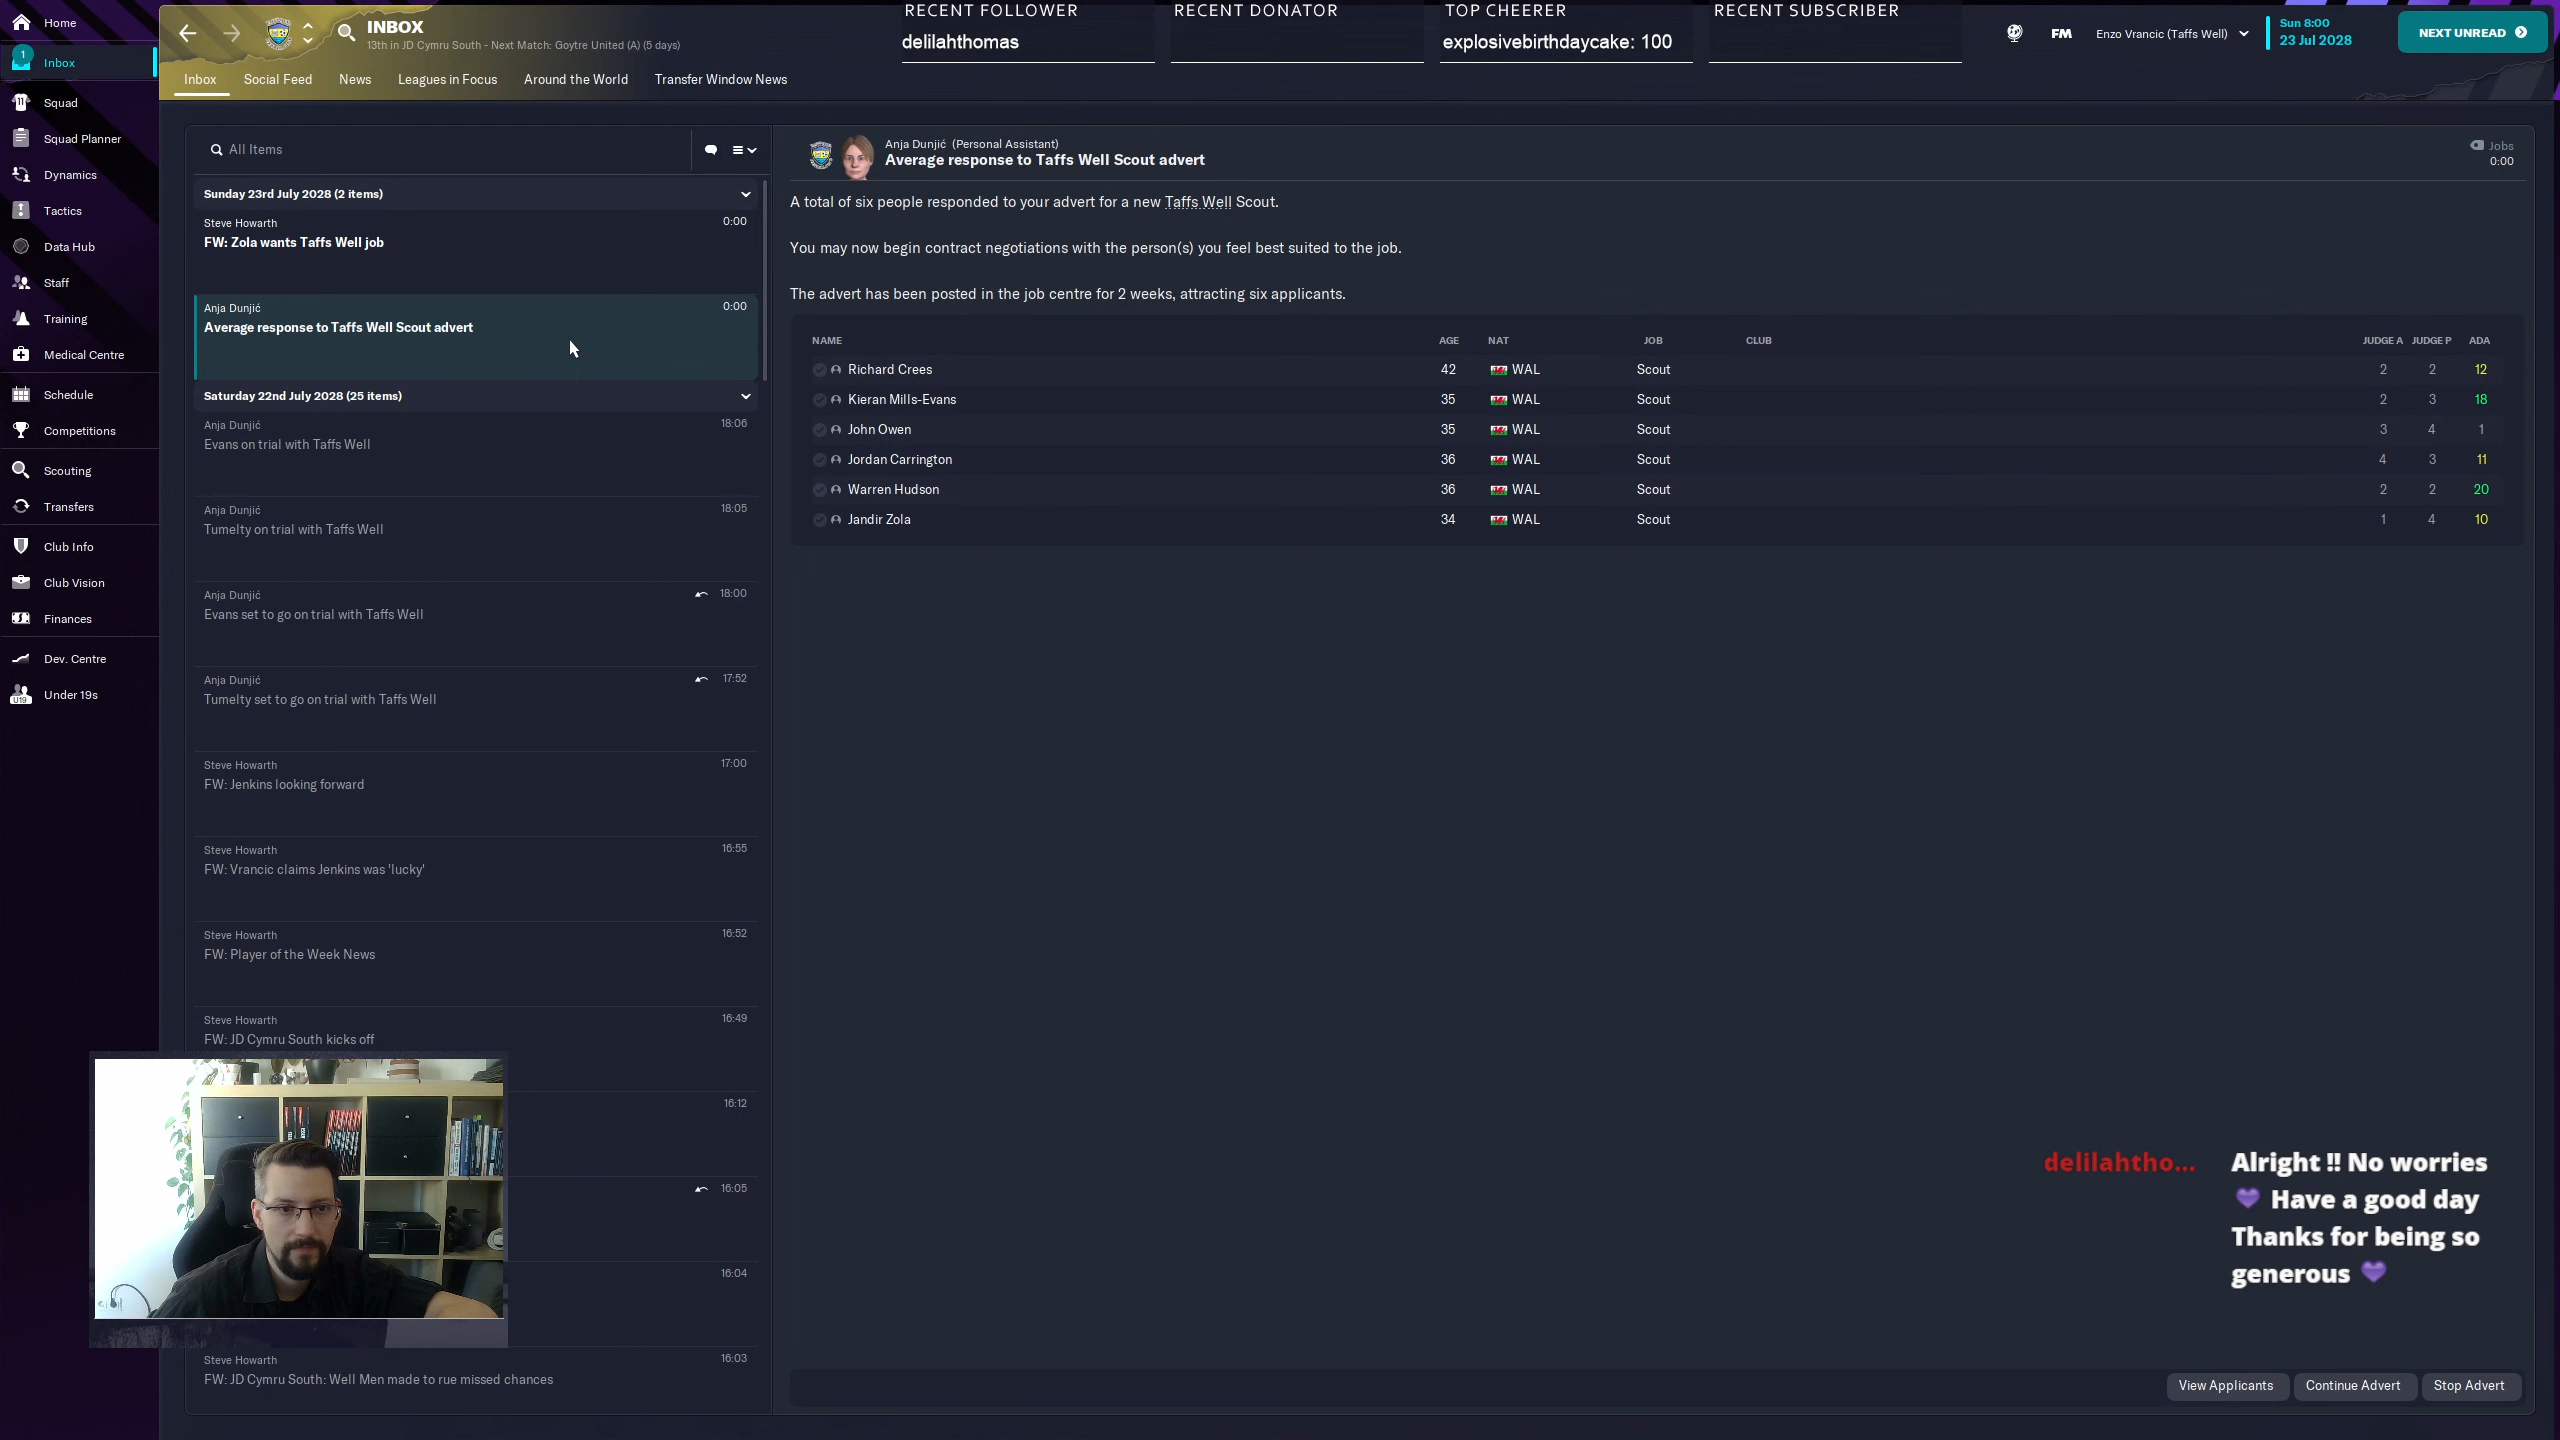 Home
Inbox
1
Squad
Squad Planner
Dynamics
Tactics
Data Hub
Staff
Training
Medical Centre
Schedule
Competitions
Scouting
Transfers
Club Info
Club Vision
Finances
Dev. Centre
Under 19s
U19
INBOX
13th in JD Cymru South - Next Match: Goytre United (A) (5 days)
Inbox Social Feed News Leagues in Focus Around the World Transfer Window News
RECENT FOLLOWER
delilahthomas
RECENT DONATOR
TOP CHEERER
explosivebirthdaycake: 100
RECENT SUBSCRIBER
FM
Enzo Vrancic (Taffs Well)
Sun 8:00
23 Jul 2028
NEXT UNREAD
All Items
Sunday 23rd July 2028 (2 items)
Steve Howarth 0:00
FW: Zola wants Taffs Well job
Anja Dunjić 0:00
Average response to Taffs Well Scout advert
Saturday 22nd July 2028 (25 items)
Anja Dunjić 18:06
Evans on trial with Taffs Well
Anja Dunjić 18:05
Tumelty on trial with Taffs Well
Anja Dunjić 18:00
Evans set to go on trial with Taffs Well
Anja Dunjić 17:52
Tumelty set to go on trial with Taffs Well
Steve Howarth 17:00
FW: Jenkins looking forward
Steve Howarth 16:55
FW: Vrancic claims Jenkins was 'lucky'
Steve Howarth 16:52
FW: Player of the Week News
Steve Howarth 16:49
FW: JD Cymru South kicks off
16:12
16:05
16:04
Steve Howarth 16:03
FW: JD Cymru South: Well Men made to rue missed chances
Anja Dunjić (Personal Assistant)
Average response to Taffs Well Scout advert
Jobs
0:00
A total of six people responded to your advert for a new Taffs Well Scout.
You may now begin contract negotiations with the person(s) you feel best suited to the job.
The advert has been posted in the job centre for 2 weeks, attracting six applicants.
NAME AGE NAT JOB CLUB JUDGE A JUDGE P ADA
Richard Crees 42 WAL Scout 2 2 12
Kieran Mills-Evans 35 WAL Scout 2 3 18
John Owen 35 WAL Scout 3 4 1
Jordan Carrington 36 WAL Scout 4 3 11
Warren Hudson 36 WAL Scout 2 2 20
Jandir Zola 34 WAL Scout 1 4 10
delilahtho... Alright !! No worries
💜 Have a good day
Thanks for being so
generous 💜
View Applicants Continue Advert Stop Advert